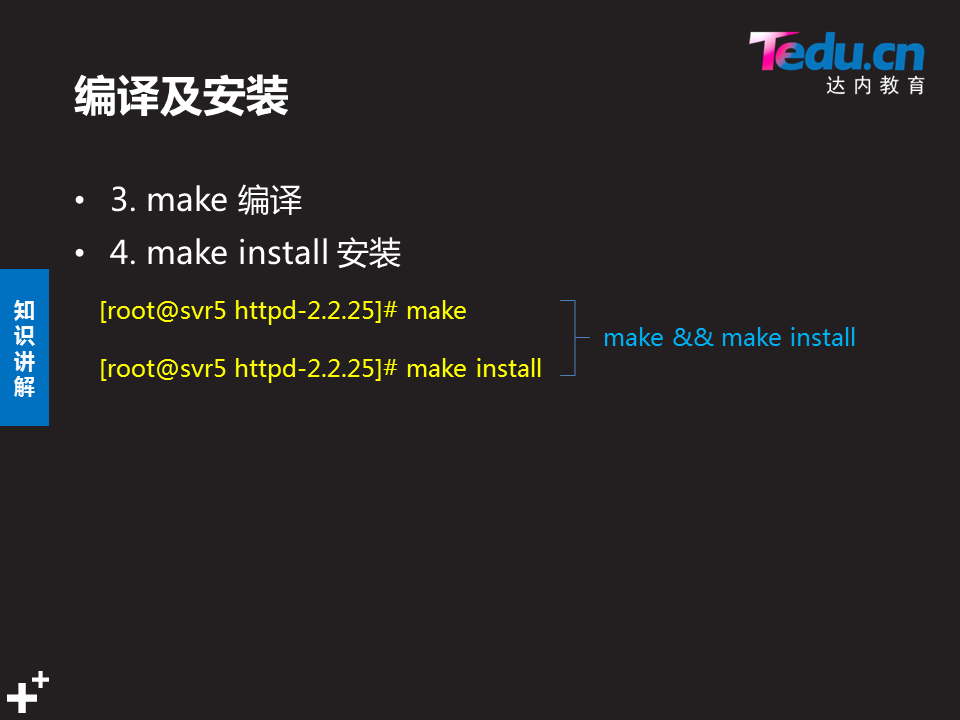 Tedu.cn
达内教育
编译及安装
• 3. make 编译
• 4. make install 安装
知识讲解
[root@svr5 httpd-2.2.25]# make
[root@svr5 httpd-2.2.25]# make install
make && make install